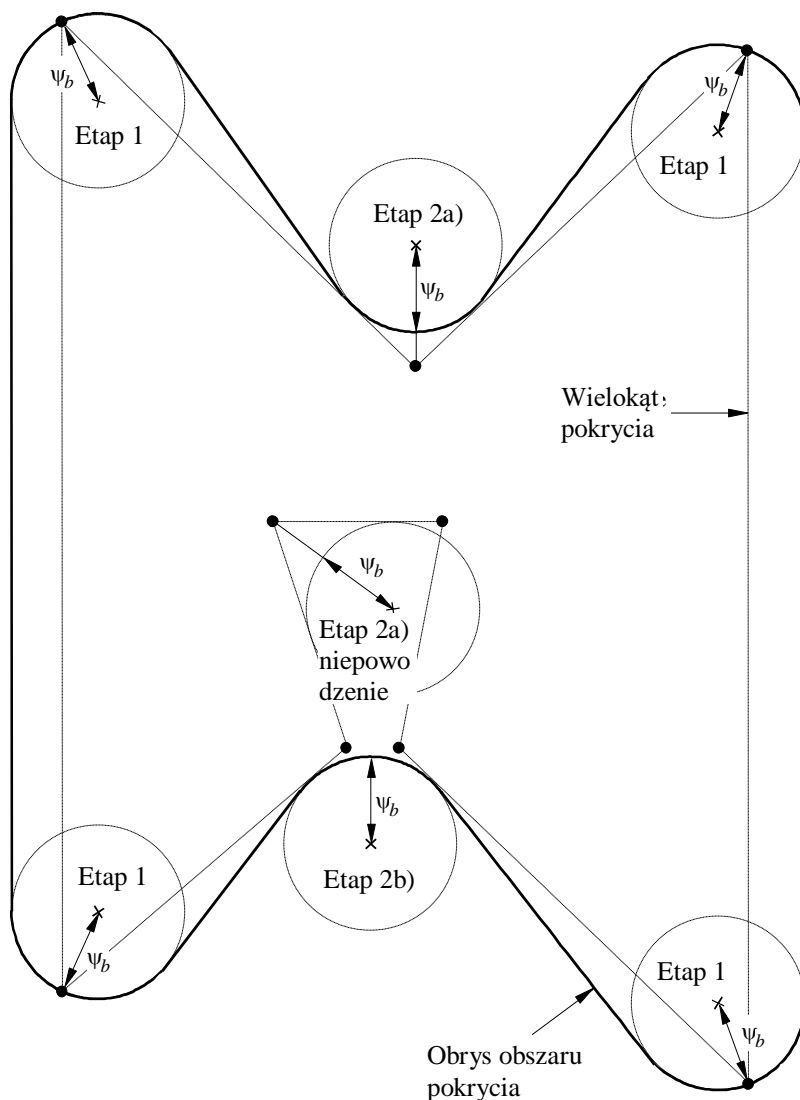 ψb
ψb
Etap 1
Etap 1
Etap 2a)
ψb
Wielokąt
pokrycia
ψb
Etap 2a)
niepowo
dzenie
ψb
Etap 1
Etap 2b)
ψb
Etap 1
ψb
Obrys obszaru
pokrycia